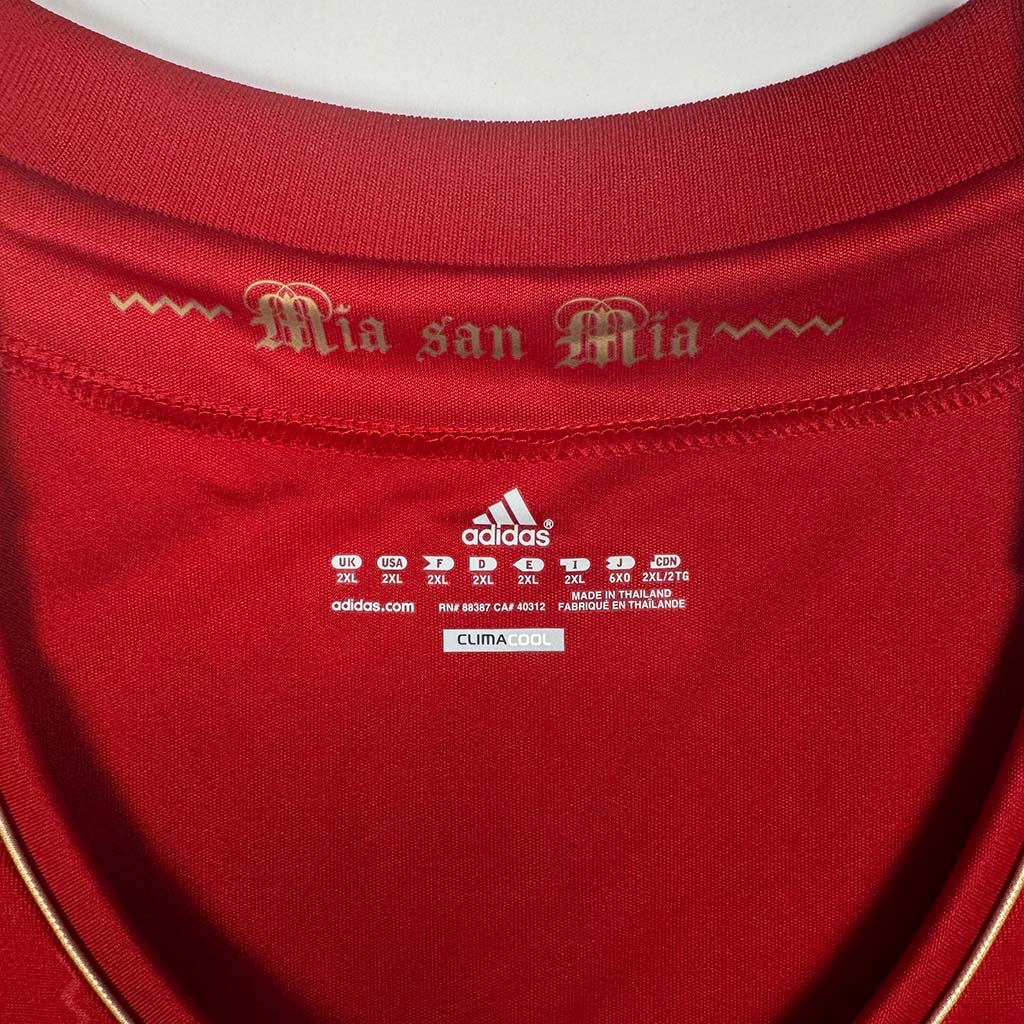 Mia san Mia
adidas®
UK USA F D E I J CDN
2XL 2XL 2XL 2XL 2XL 2XL 6XO 2XL/2TG
adidas.com RN# 88387 CA# 40312 MADE IN THAILAND
FABRIQUÉ EN THAÏLANDE
CLIMACOOL